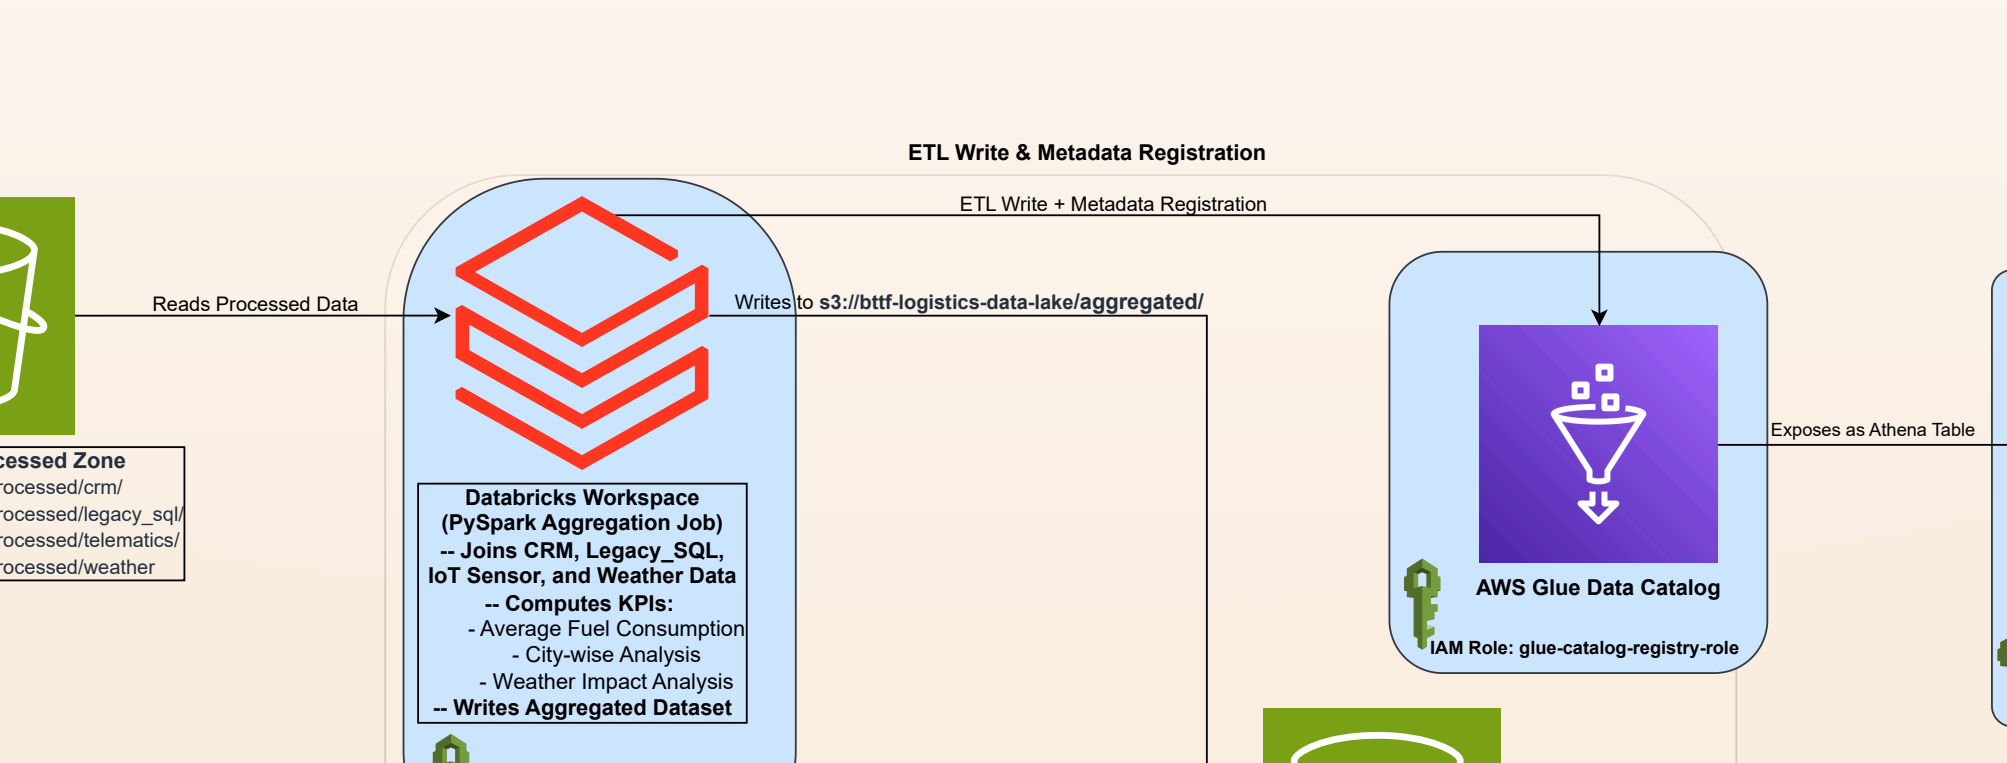 ETL Write & Metadata Registration
ETL Write + Metadata Registration
Reads Processed Data
Writes to s3://bttf-logistics-data-lake/aggregated/
Exposes as Athena Table
cessed Zone
rocessed/crm/
rocessed/legacy_sql/
rocessed/telematics/
rocessed/weather
Databricks Workspace
(PySpark Aggregation Job)
-- Joins CRM, Legacy_SQL,
IoT Sensor, and Weather Data
-- Computes KPIs:
- Average Fuel Consumption
- City-wise Analysis
- Weather Impact Analysis
-- Writes Aggregated Dataset
AWS Glue Data Catalog
IAM Role: glue-catalog-registry-role